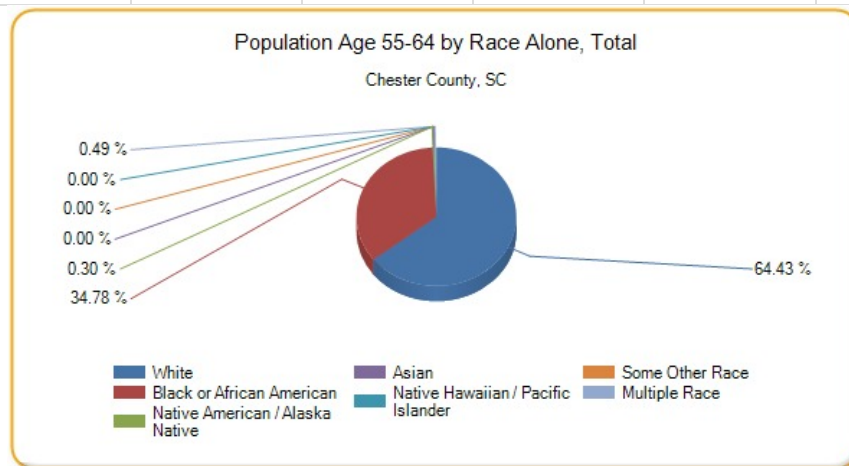 Population Age 55-64 by Race Alone, Total
Chester County, SC
0.49 %
0.00 %
0.00 %
0.00 %
0.30 %
34.78 %
64.43 %
White
Black or African American
Native American / Alaska
Native
Asian
Native Hawaiian / Pacific
Islander
Some Other Race
Multiple Race